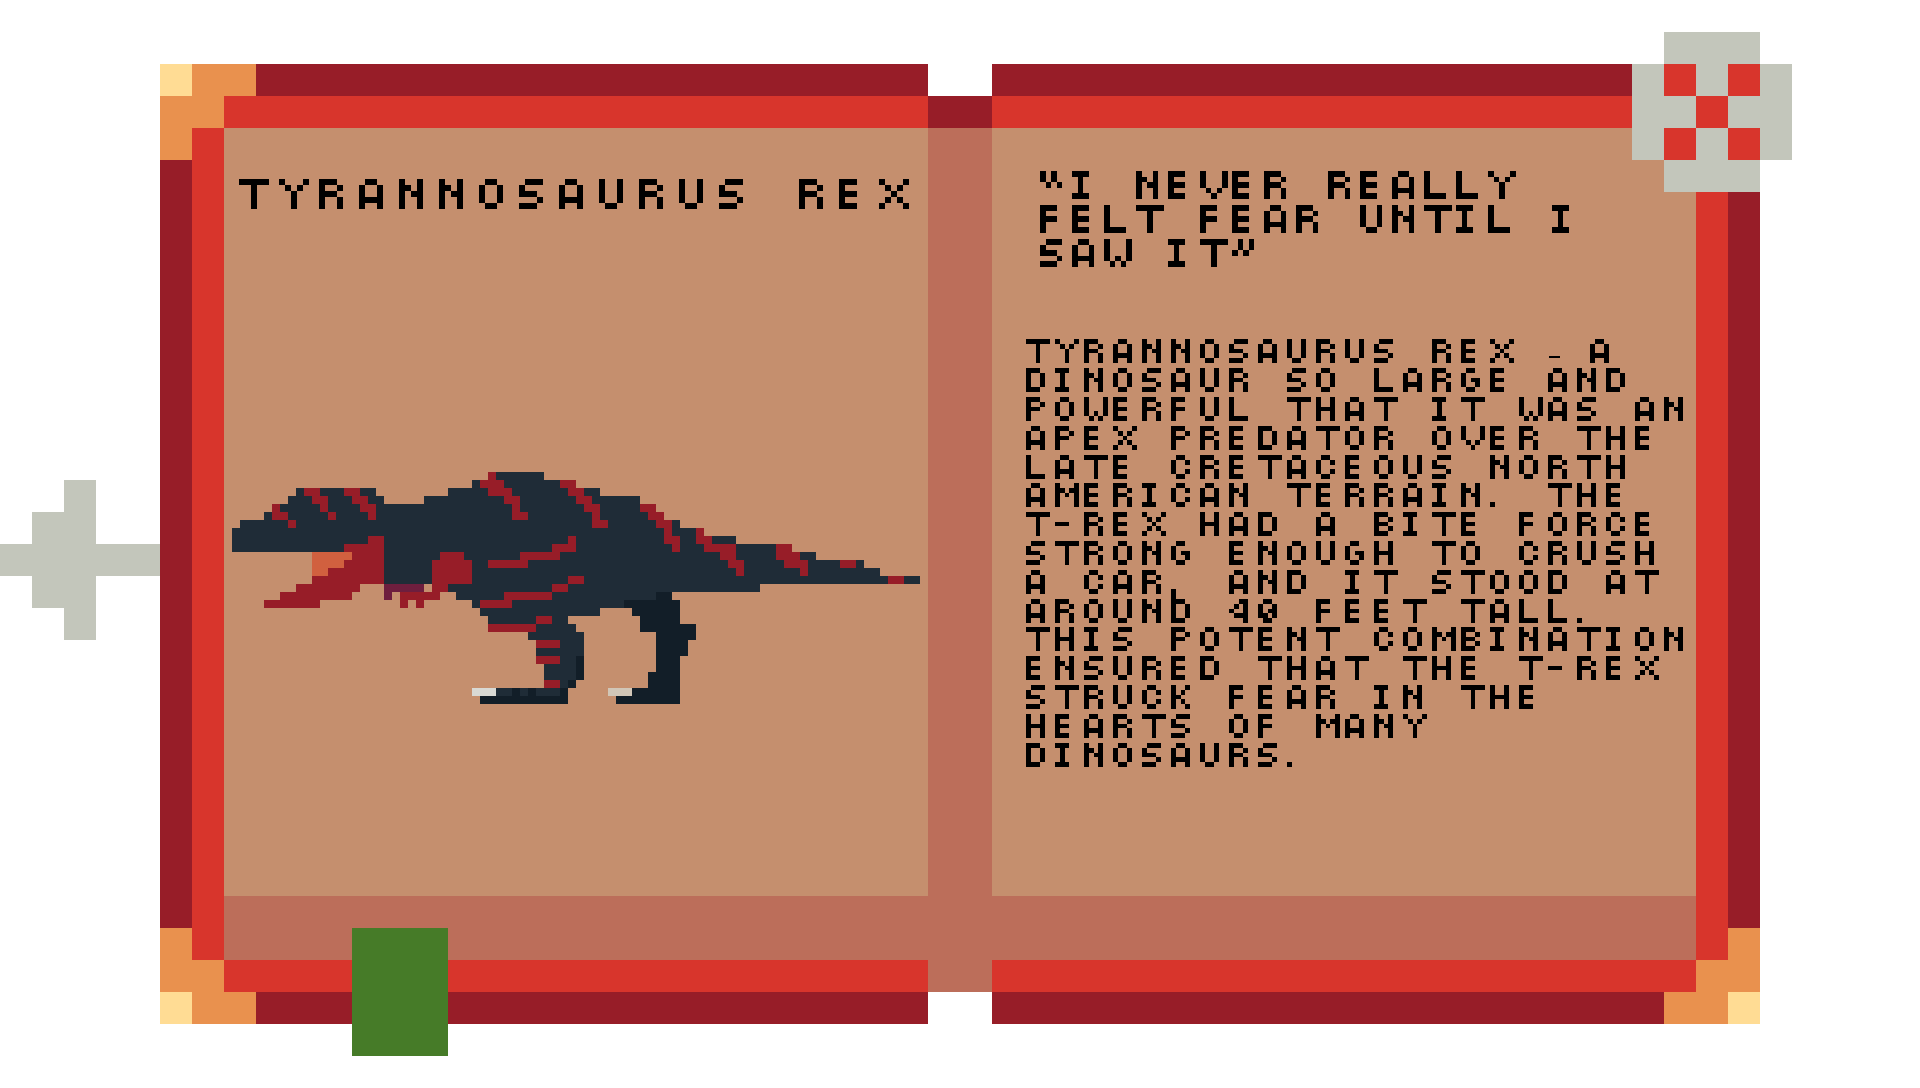 TYRANNOSAURUS REX
"I NEVER REALLY
FELT FEAR UNTIL I
SAW IT"
TYRANNOSAURUS REX - A
DINOSAUR SO LARGE AND
POWERFUL THAT IT WAS AN
APEX PREDATOR OVER THE
LATE CRETACEOUS NORTH
AMERICAN TERRAIN. THE
T-REX HAD A BITE FORCE
STRONG ENOUGH TO CRUSH
A CAR, AND IT STOOD AT
AROUND 40 FEET TALL.
THIS POTENT COMBINATION
ENSURED THAT THE T-REX
STRUCK FEAR IN THE
HEARTS OF MANY
DINOSAURS.